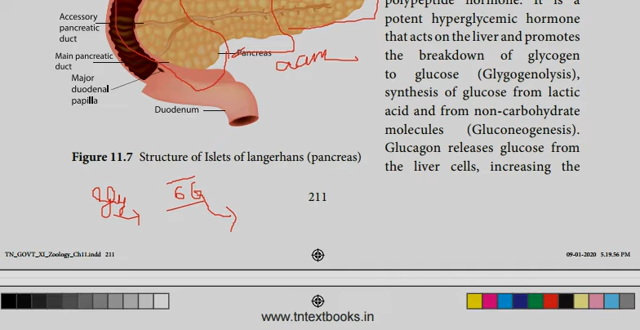 polypeptide hormone. It is a
potent hyperglycemic hormone
that acts on the liver and promotes
the breakdown of glycogen
to glucose (Glygogenolysis),
synthesis of glucose from lactic
acid and from non-carbohydrate
molecules (Gluconeogenesis).
Glucagon releases glucose from
the liver cells, increasing the
Accessory
pancreatic
duct
Main pancreatic
duct
Major
duodenal
papilla
Pancreas
Duodenum
Figure 11.7 Structure of Islets of langerhans (pancreas)
211
TN_GOVT_XI_Zoology_Ch11.indd 211
09-01-2020 5.19.56 PM
www.tntextbooks.in